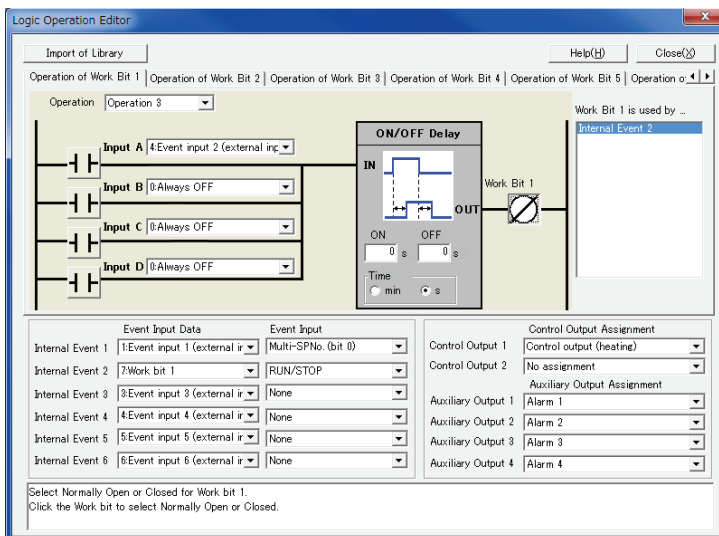 Logic Operation Editor
Import of Library Help(H) Close(X)
Operation of Work Bit 1 Operation of Work Bit 2 Operation of Work Bit 3 Operation of Work Bit 4 Operation of Work Bit 5 Operation o
Operation Operation 3
Work Bit 1 is used by ...
Internal Event 2
Input A 4:Event input 2 (external inp
Input B 0:Always OFF
Input C 0:Always OFF
Input D 0:Always OFF
ON/OFF Delay
IN
OUT
ON OFF
0 s 0 s
Time
min s
Work Bit 1
Event Input Data Event Input
Internal Event 1 1:Event input 1 (external ir Multi-SPNo. (bit 0)
Internal Event 2 7:Work bit 1 RUN/STOP
Internal Event 3 3:Event input 3 (external ir None
Internal Event 4 4:Event input 4 (external ir None
Internal Event 5 5:Event input 5 (external ir None
Internal Event 6 6:Event input 6 (external ir None
Control Output Assignment
Control Output 1 Control output (heating)
Control Output 2 No assignment
Auxiliary Output Assignment
Auxiliary Output 1 Alarm 1
Auxiliary Output 2 Alarm 2
Auxiliary Output 3 Alarm 3
Auxiliary Output 4 Alarm 4
Select Normally Open or Closed for Work bit 1.
Click the Work bit to select Normally Open or Closed.